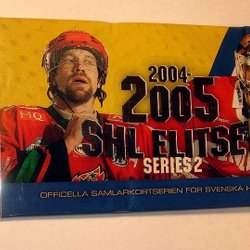 2004-
2005
SHL ELITSE
SERIES 2
OFFICELLA SAMLARKORTSERIEN FÖR SVENSKA H